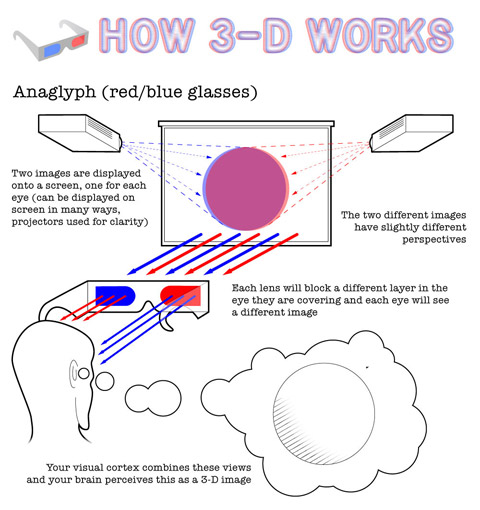 HOW 3-D WORKS
Anaglyph (red/blue glasses)
Two images are displayed
onto a screen, one for each
eye (can be displayed on
screen in many ways,
projectors used for clarity)
The two different images
have slightly different
perspectives
Each lens will block a different layer in the
eye they are covering and each eye will see
a different image
Your visual cortex combines these views
and your brain perceives this as a 3-D image